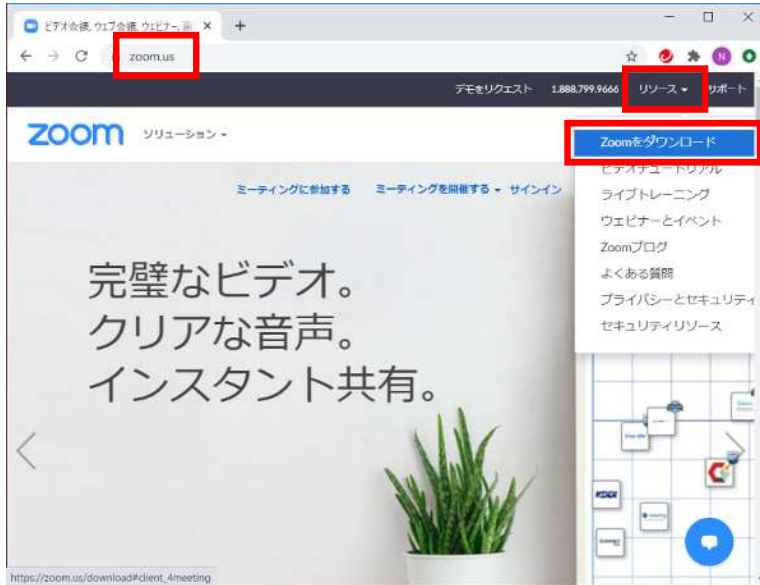 ビデオ会議, ウェブ会議, ウェビナー,
zoom.us
N
デモをリクエスト 1.888.799.9666 リソース サポート
zoom ソリューション
Zoomをダウンロード
ビデオチュートリアル
ミーティングに参加する ミーティングを開催する サインイン
ライブトレーニング
ウェビナーとイベント
Zoomブログ
よくある質問
プライバシーとセキュリティ
セキュリティリソース
完璧なビデオ。
クリアな音声。
インスタント共有。
https://zoom.us/download#client_4meeting